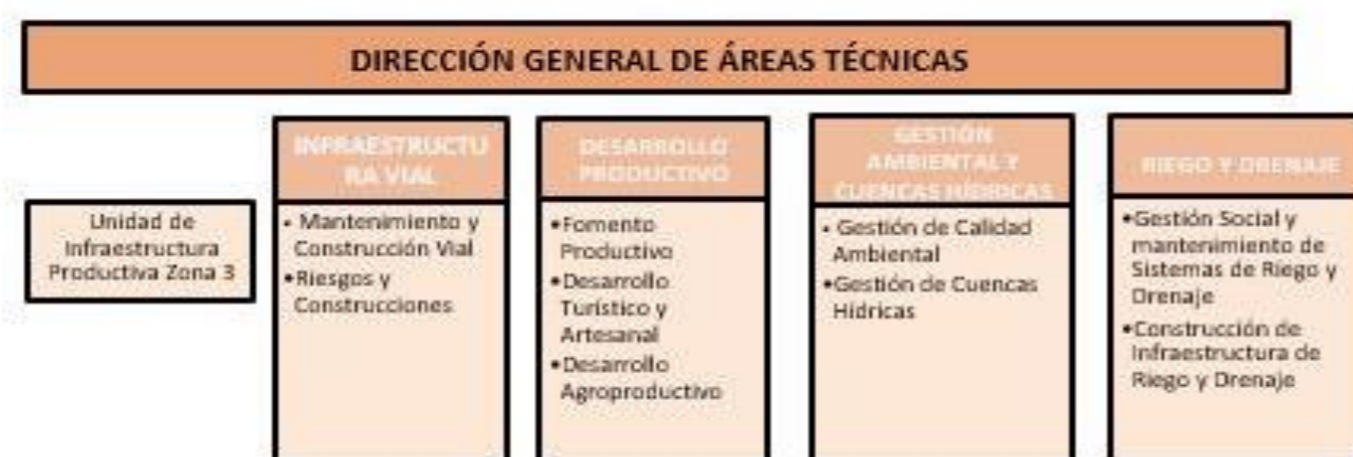 DIRECCIÓN GENERAL DE ÁREAS TÉCNICAS
Unidad de
Infraestructura
Productiva Zona 3
INFRAESTRUCTU
RA VIAL
• Mantenimiento y
Construcción Vial
•Riesgos y
Construcciones
DESARROLLO
PRODUCTIVO
•Fomento
Productivo
•Desarrollo
Turístico y
Artesanal
•Desarrollo
Agroproductivo
GESTIÓN
AMBIENTAL Y
CUENCAS HÍDRICAS
• Gestión de Calidad
Ambiental
•Gestión de Cuencas
Hídricas
RIEGO Y DRENAJE
•Gestión Social y
mantenimiento de
Sistemas de Riego y
Drenaje
•Construcción de
Infraestructura de
Riego y Drenaje